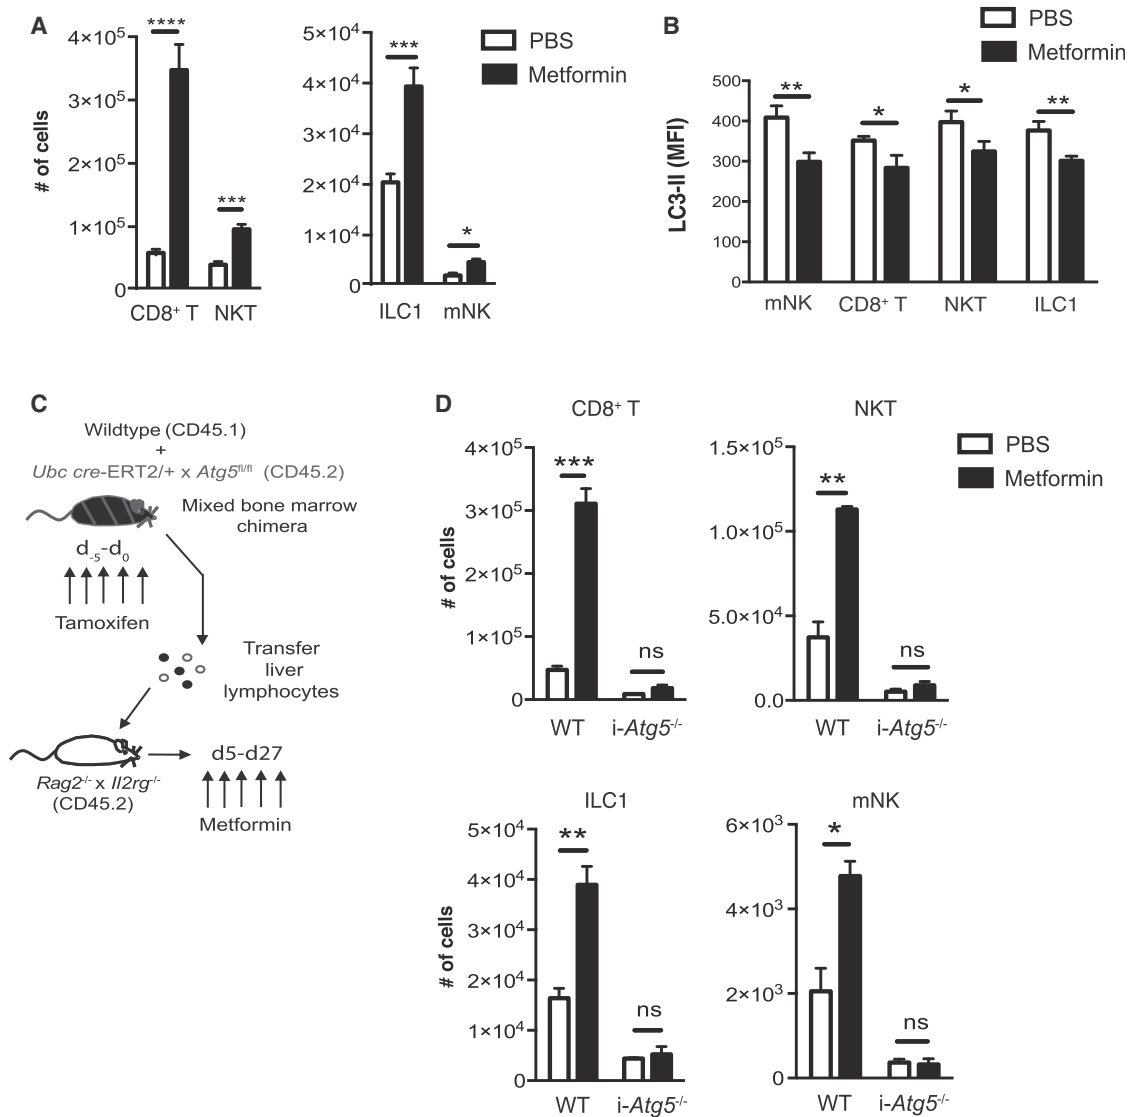 A
****
4×10⁵
3×10⁵
2×10⁵
1×10⁵
0
# of cells
***
CD8⁺ T NKT
5×10⁴
4×10⁴
3×10⁴
2×10⁴
1×10⁴
0
***
*
ILC1 mNK
PBS
Metformin
B
PBS
Metformin
LC3-II (MFI)
500
400
300
200
100
0
**
*
*
**
mNK CD8⁺ T NKT ILC1
C
Wildtype (CD45.1)
+
Ubc cre-ERT2/+ x Atg5fl/fl (CD45.2)
Mixed bone marrow
chimera
d-5-d0
Tamoxifen
Transfer
liver
lymphocytes
d5-d27
Rag2-/- x Il2rg-/-
(CD45.2)
Metformin
D
CD8⁺ T
# of cells
4×10⁵
3×10⁵
2×10⁵
1×10⁵
0
***
ns
WT i-Atg5-/-
NKT
1.5×10⁵
1.0×10⁵
5.0×10⁴
0.0
**
ns
WT i-Atg5-/-
PBS
Metformin
ILC1
# of cells
5×10⁴
4×10⁴
3×10⁴
2×10⁴
1×10⁴
0
**
ns
WT i-Atg5-/-
mNK
6×10³
4×10³
2×10³
0
*
ns
WT i-Atg5-/-